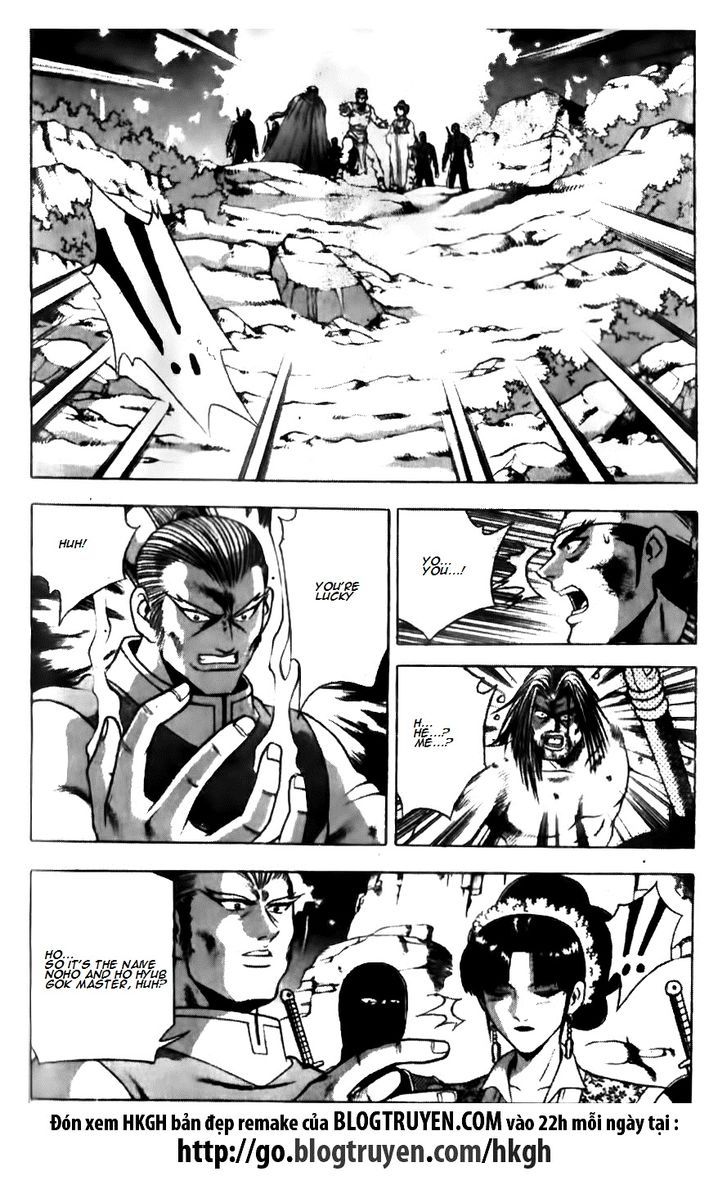 !!
HUH!
YOU'RE
LUCKY
YO...
YOU...!
H...
HE...?
ME...?
HO...
SO IT'S THE NAIVE
NOHO AND HO HYUB
GOK MASTER, HUH?
!!
Đón xem HKGH bản đẹp remake của BLOGTRUYEN.COM vào 22h mỗi ngày tại :
http://go.blogtruyen.com/hkgh